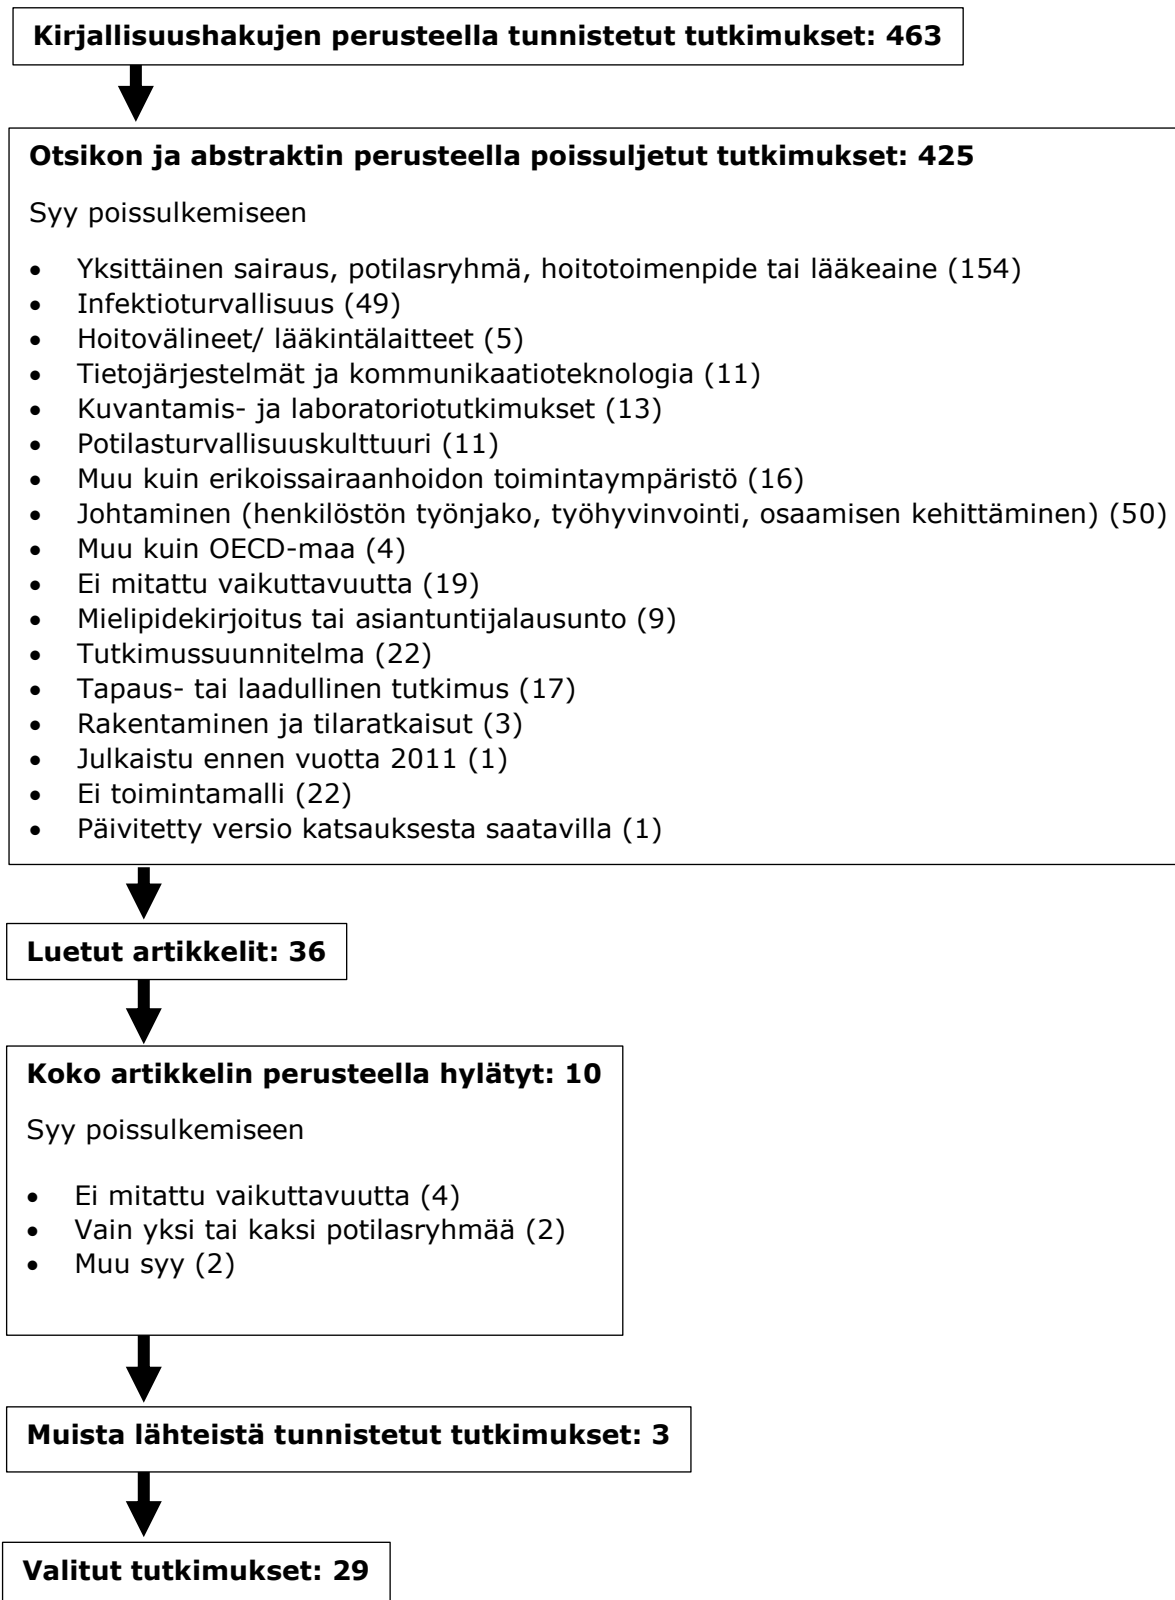 Kirjallisuushakujen perusteella tunnistetut tutkimukset: 463
Otsikon ja abstraktin perusteella poissuljetut tutkimukset: 425
Syy poissulkemiseen
• Yksittäinen sairaus, potilasryhmä, hoitotoimenpide tai lääkeaine (154)
• Infektioturvallisuus (49)
• Hoitovälineet/ lääkintälaitteet (5)
• Tietojärjestelmät ja kommunikaatioteknologia (11)
• Kuvantamis- ja laboratoriotutkimukset (13)
• Potilasturvallisuuskulttuuri (11)
• Muu kuin erikoissairaanhoidon toimintaympäristö (16)
• Johtaminen (henkilöstön työnjako, työhyvinvointi, osaamisen kehittäminen) (50)
• Muu kuin OECD-maa (4)
• Ei mitattu vaikuttavuutta (19)
• Mielipidekirjoitus tai asiantuntijalausunto (9)
• Tutkimussuunnitelma (22)
• Tapaus- tai laadullinen tutkimus (17)
• Rakentaminen ja tilaratkaisut (3)
• Julkaistu ennen vuotta 2011 (1)
• Ei toimintamalli (22)
• Päivitetty versio katsauksesta saatavilla (1)
Luetut artikkelit: 36
Koko artikkelin perusteella hylätyt: 10
Syy poissulkemiseen
• Ei mitattu vaikuttavuutta (4)
• Vain yksi tai kaksi potilasryhmää (2)
• Muu syy (2)
Muista lähteistä tunnistetut tutkimukset: 3
Valitut tutkimukset: 29